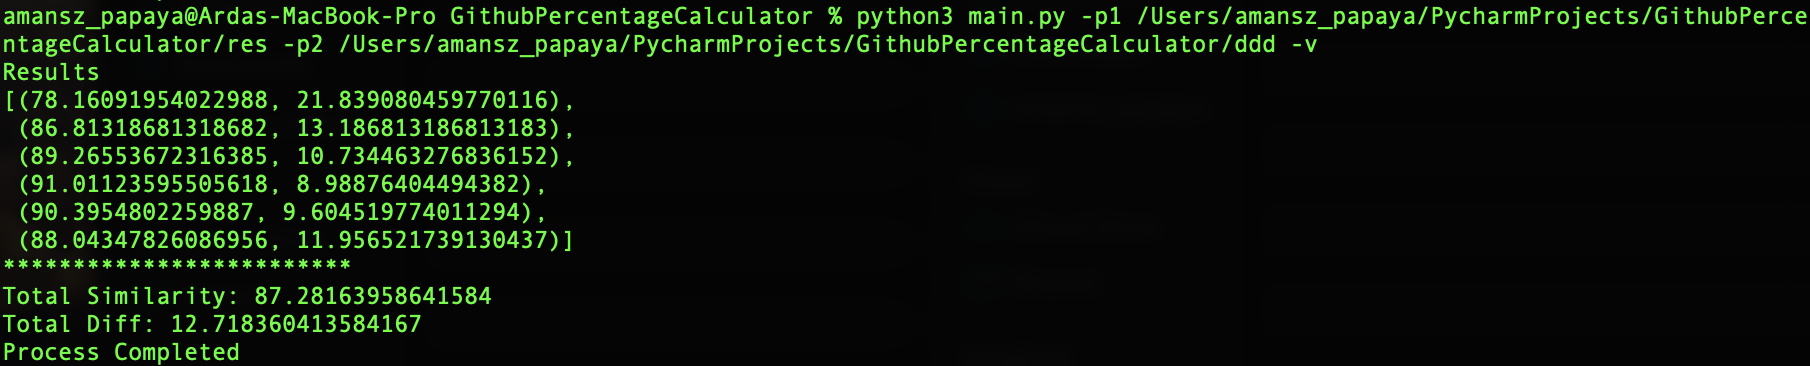 amansz_papaya@Ardas-MacBook-Pro GithubPercentageCalculator % python3 main.py -p1 /Users/amansz_papaya/PycharmProjects/GithubPerce
ntageCalculator/res -p2 /Users/amansz_papaya/PycharmProjects/GithubPercentageCalculator/ddd -v
Results
[(78.16091954022988, 21.839080459770116),
 (86.81318681318682, 13.186813186813183),
 (89.26553672316385, 10.734463276836152),
 (91.01123595505618, 8.98876404494382),
 (90.3954802259887, 9.604519774011294),
 (88.04347826086956, 11.956521739130437)]
*************************
Total Similarity: 87.28163958641584
Total Diff: 12.718360413584167
Process Completed